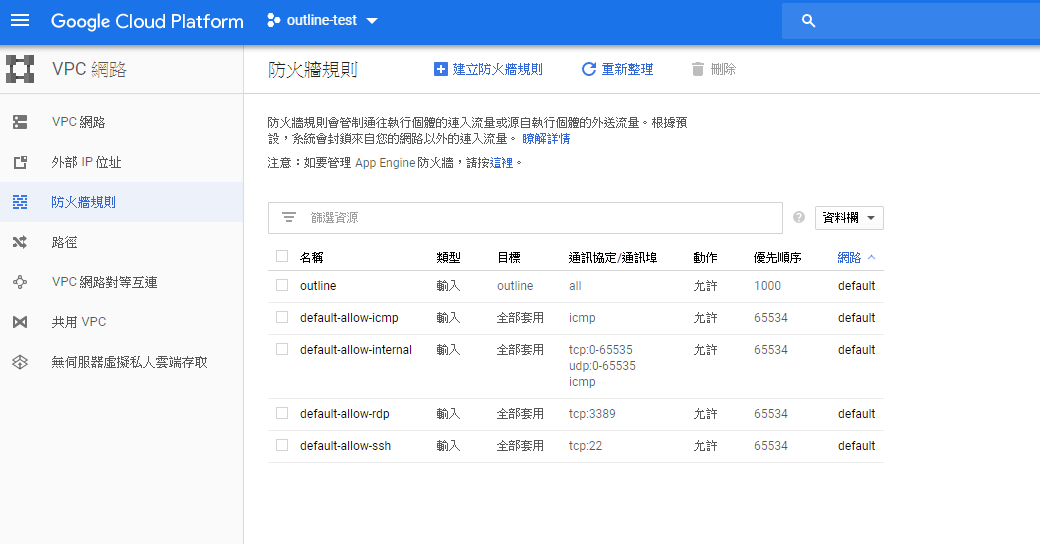 Google Cloud Platform outline-test
VPC 網路 防火牆規則 建立防火牆規則 重新整理 刪除
VPC 網路
外部 IP 位址
防火牆規則
路徑
VPC 網路對等互連
共用 VPC
無伺服器虛擬私人雲端存取
防火牆規則會管制通往執行個體的連入流量或源自執行個體的外送流量。根據預
設，系統會封鎖來自您的網路以外的連入流量。 瞭解詳情
注意：如要管理 App Engine 防火牆，請按這裡。
篩選資源 資料欄
名稱 類型 目標 通訊協定/通訊埠 動作 優先順序 網路
outline 輸入 outline all 允許 1000 default
default-allow-icmp 輸入 全部套用 icmp 允許 65534 default
default-allow-internal 輸入 全部套用 tcp:0-65535 允許 65534 default
udp:0-65535
icmp
default-allow-rdp 輸入 全部套用 tcp:3389 允許 65534 default
default-allow-ssh 輸入 全部套用 tcp:22 允許 65534 default